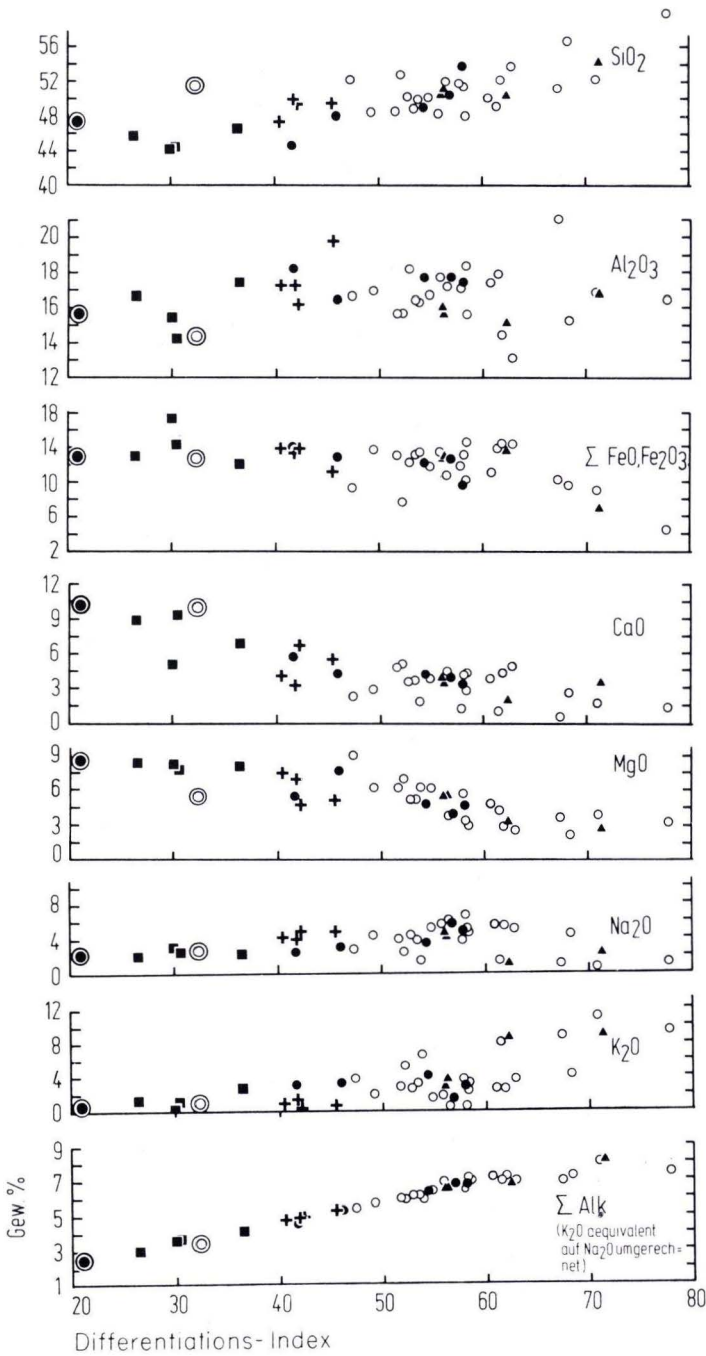 56
52
48
44
40
SiO2
20
18
16
14
12
Al2O3
18
14
10
6
2
Σ FeO,Fe2O3
12
9
6
3
0
CaO
9
6
3
0
MgO
8
4
0
Na2O
12
8
4
0
K2O
9
7
5
3
1
Gew. %
Σ Alk.
(K2O aequivalent
auf Na2O umgerech=
net)
20 30 40 50 60 70 80
Differentiations-Index